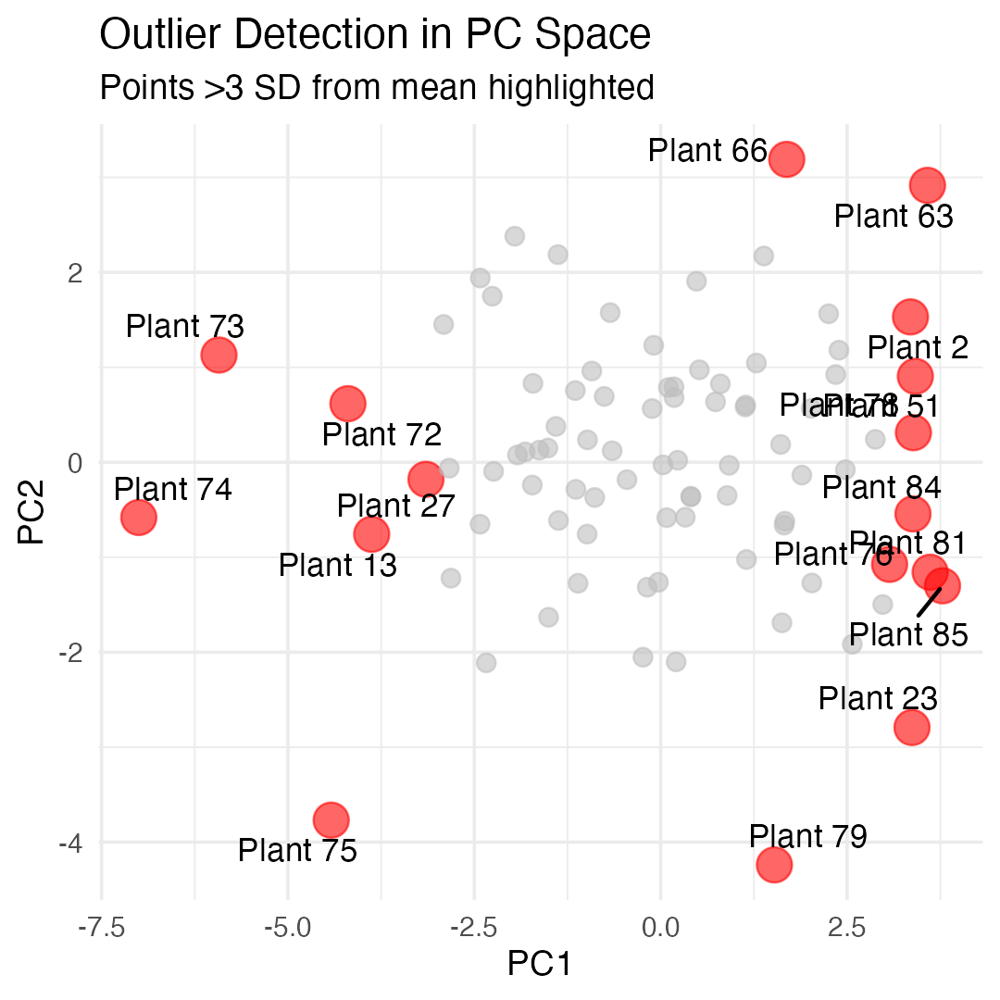 Outlier Detection in PC Space
Points >3 SD from mean highlighted
Plant 66
Plant 63
Plant 73
Plant 2
Plant 51
Plant 72
Plant 74
Plant 84
Plant 27
Plant 81
Plant 76
Plant 13
Plant 85
Plant 23
Plant 79
Plant 75
2
0
-2
-4
PC2
-7.5
-5.0
-2.5
0.0
2.5
PC1